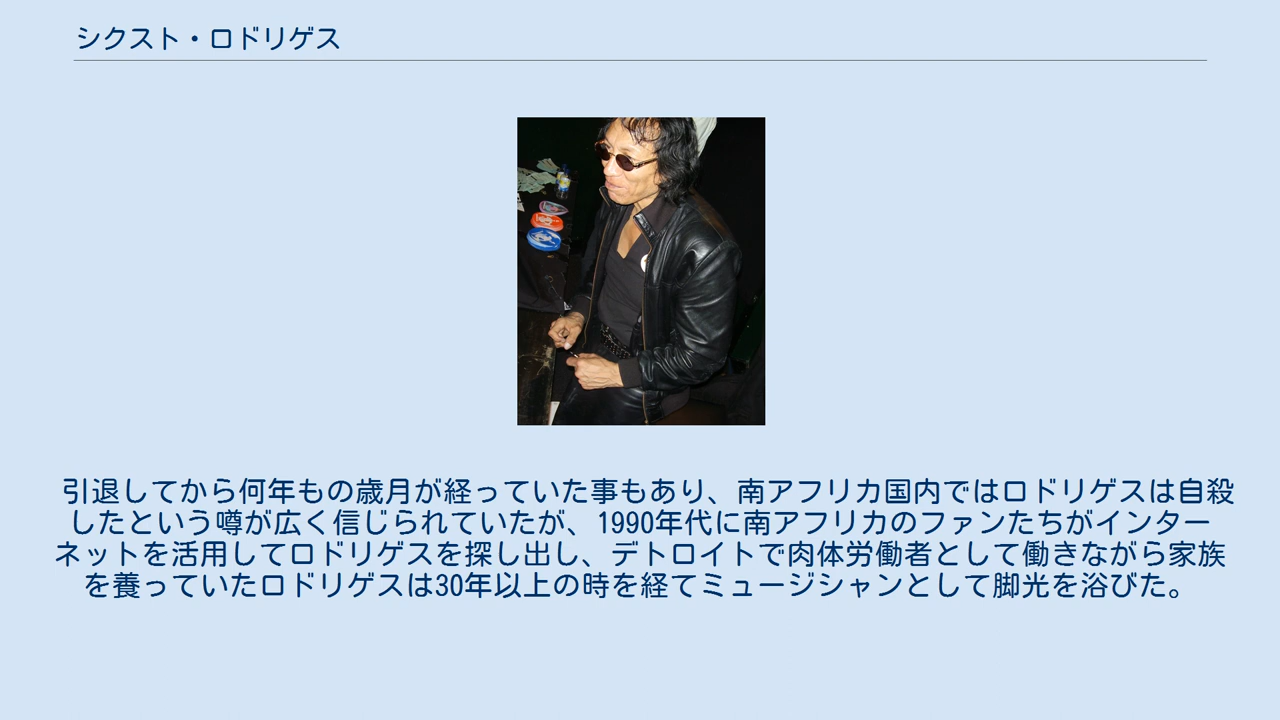 シクスト・ロドリゲス
引退してから何年もの歳月が経っていた事もあり、南アフリカ国内ではロドリゲスは自殺
したという噂が広く信じられていたが、1990年代に南アフリカのファンたちがインター
ネットを活用してロドリゲスを探し出し、デトロイトで肉体労働者として働きながら家族
を養っていたロドリゲスは30年以上の時を経てミュージシャンとして脚光を浴びた。